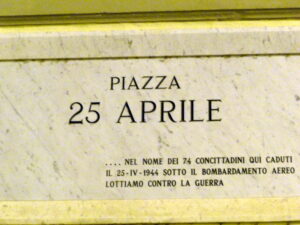 PIAZZA
25 APRILE
.... NEL NOME DEI 74 CONCITTADINI QUI CADUTI
IL 25-IV-1944 SOTTO IL BOMBARDAMENTO AEREO
LOTTIAMO CONTRO LA GUERRA